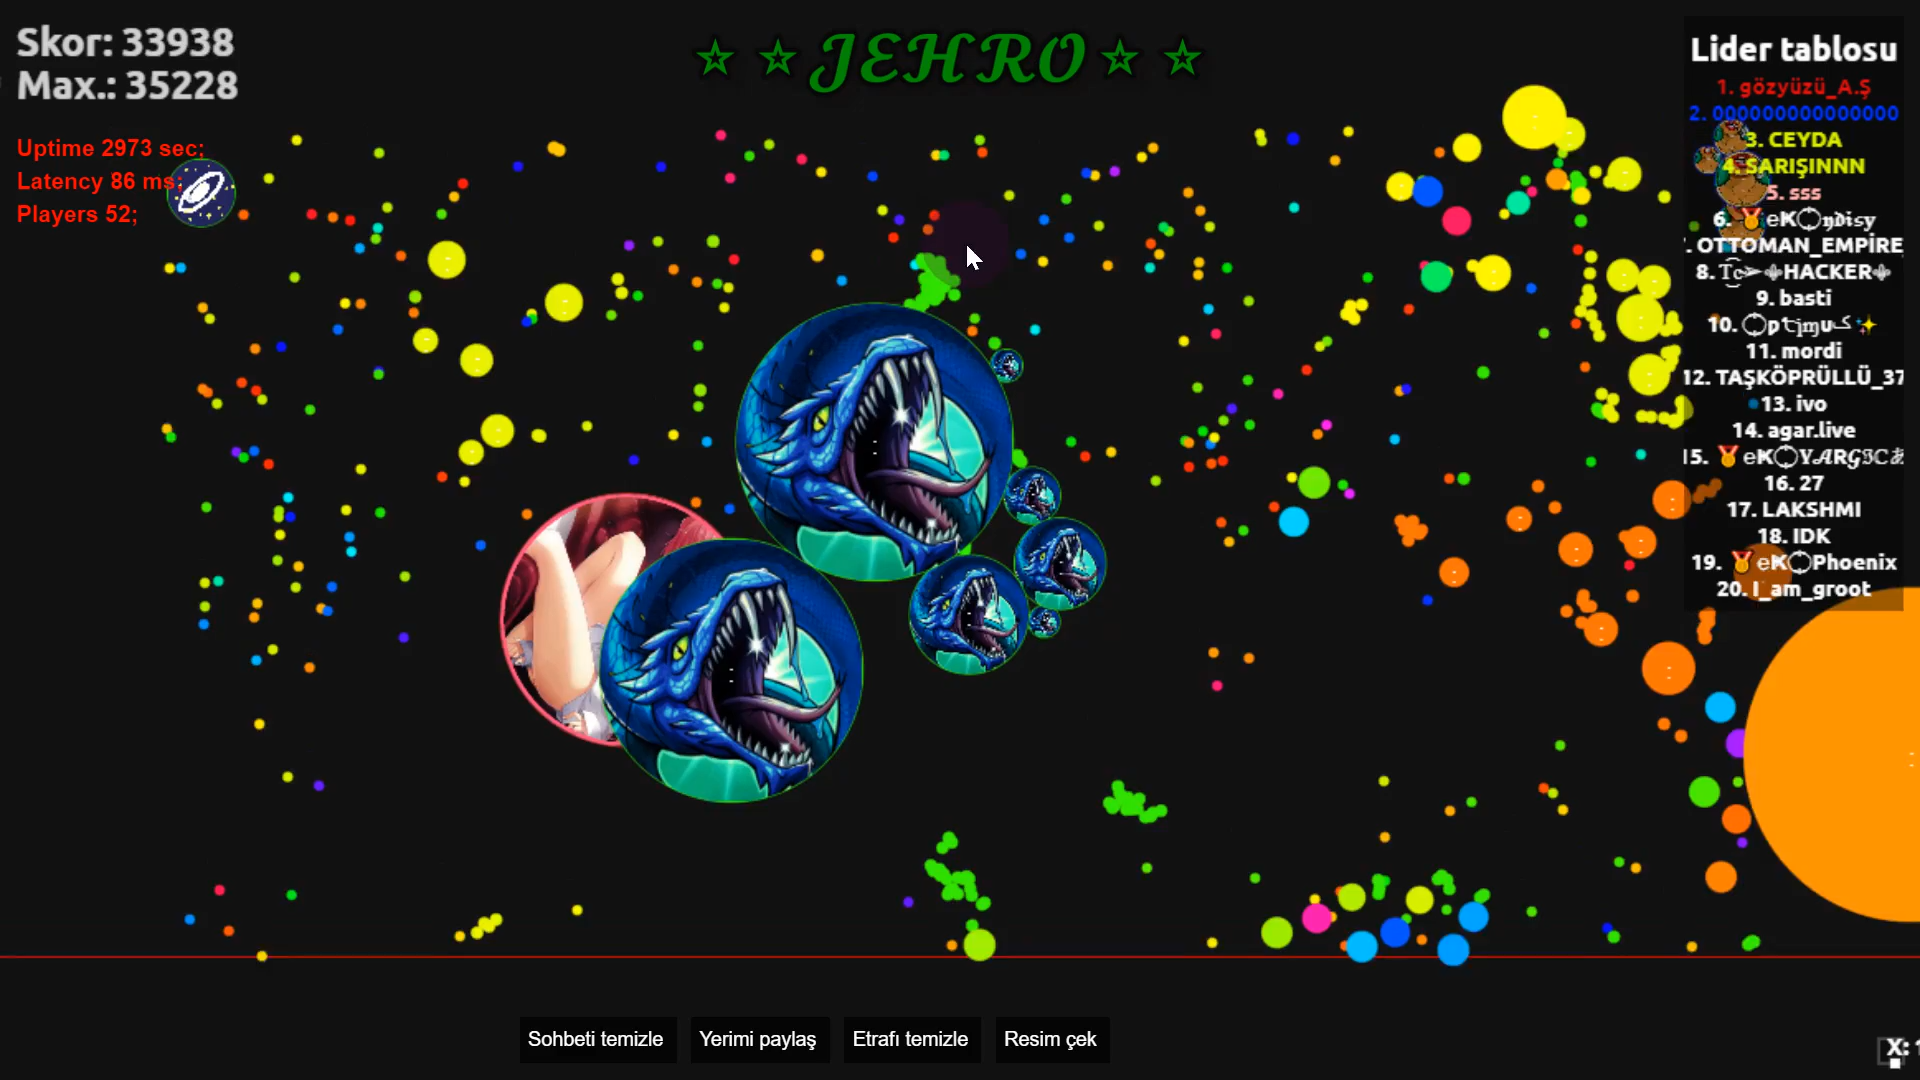 Skor: 33938
Max.: 35228
☆ ☆ JEHRO ☆ ☆
Uptime 2973 sec;
Latency 86 ms;
Players 52;
Lider tablosu
1. gözyüzü_A.Ş
2. 000000000000000
3. CEYDA
4. SARIŞINNN
5. sss
6. 🏅
7. OTTOMAN_EMPİRE
8. HACKER
9. basti
10.
11. mordi
12. TAŞKÖPRÜLLÜ_37
13. ivo
14. agar.live
15. 🏅
16. 27
17. LAKSHMI
18. IDK
19. 🏅 Phoenix
20. I_am_groot
Sohbeti temizle
Yerimi paylaş
Etrafı temizle
Resim çek
X: